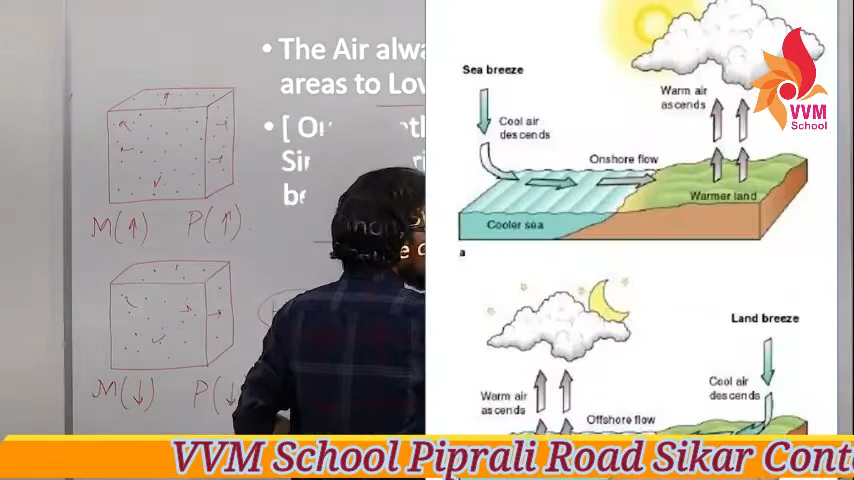 • The Air alwa
areas to Lov
• [ Ou
Sin
be
M(↑) P(↑)
M(↓) P(↓
Sea breeze
Cool air
descends
Warm air
ascends
Onshore flow
Warmer land
Cooler sea
a
Land breeze
Warm air
ascends
Cool air
descends
Offshore flow
VVM
School
VVM School Piprali Road Sikar Conta